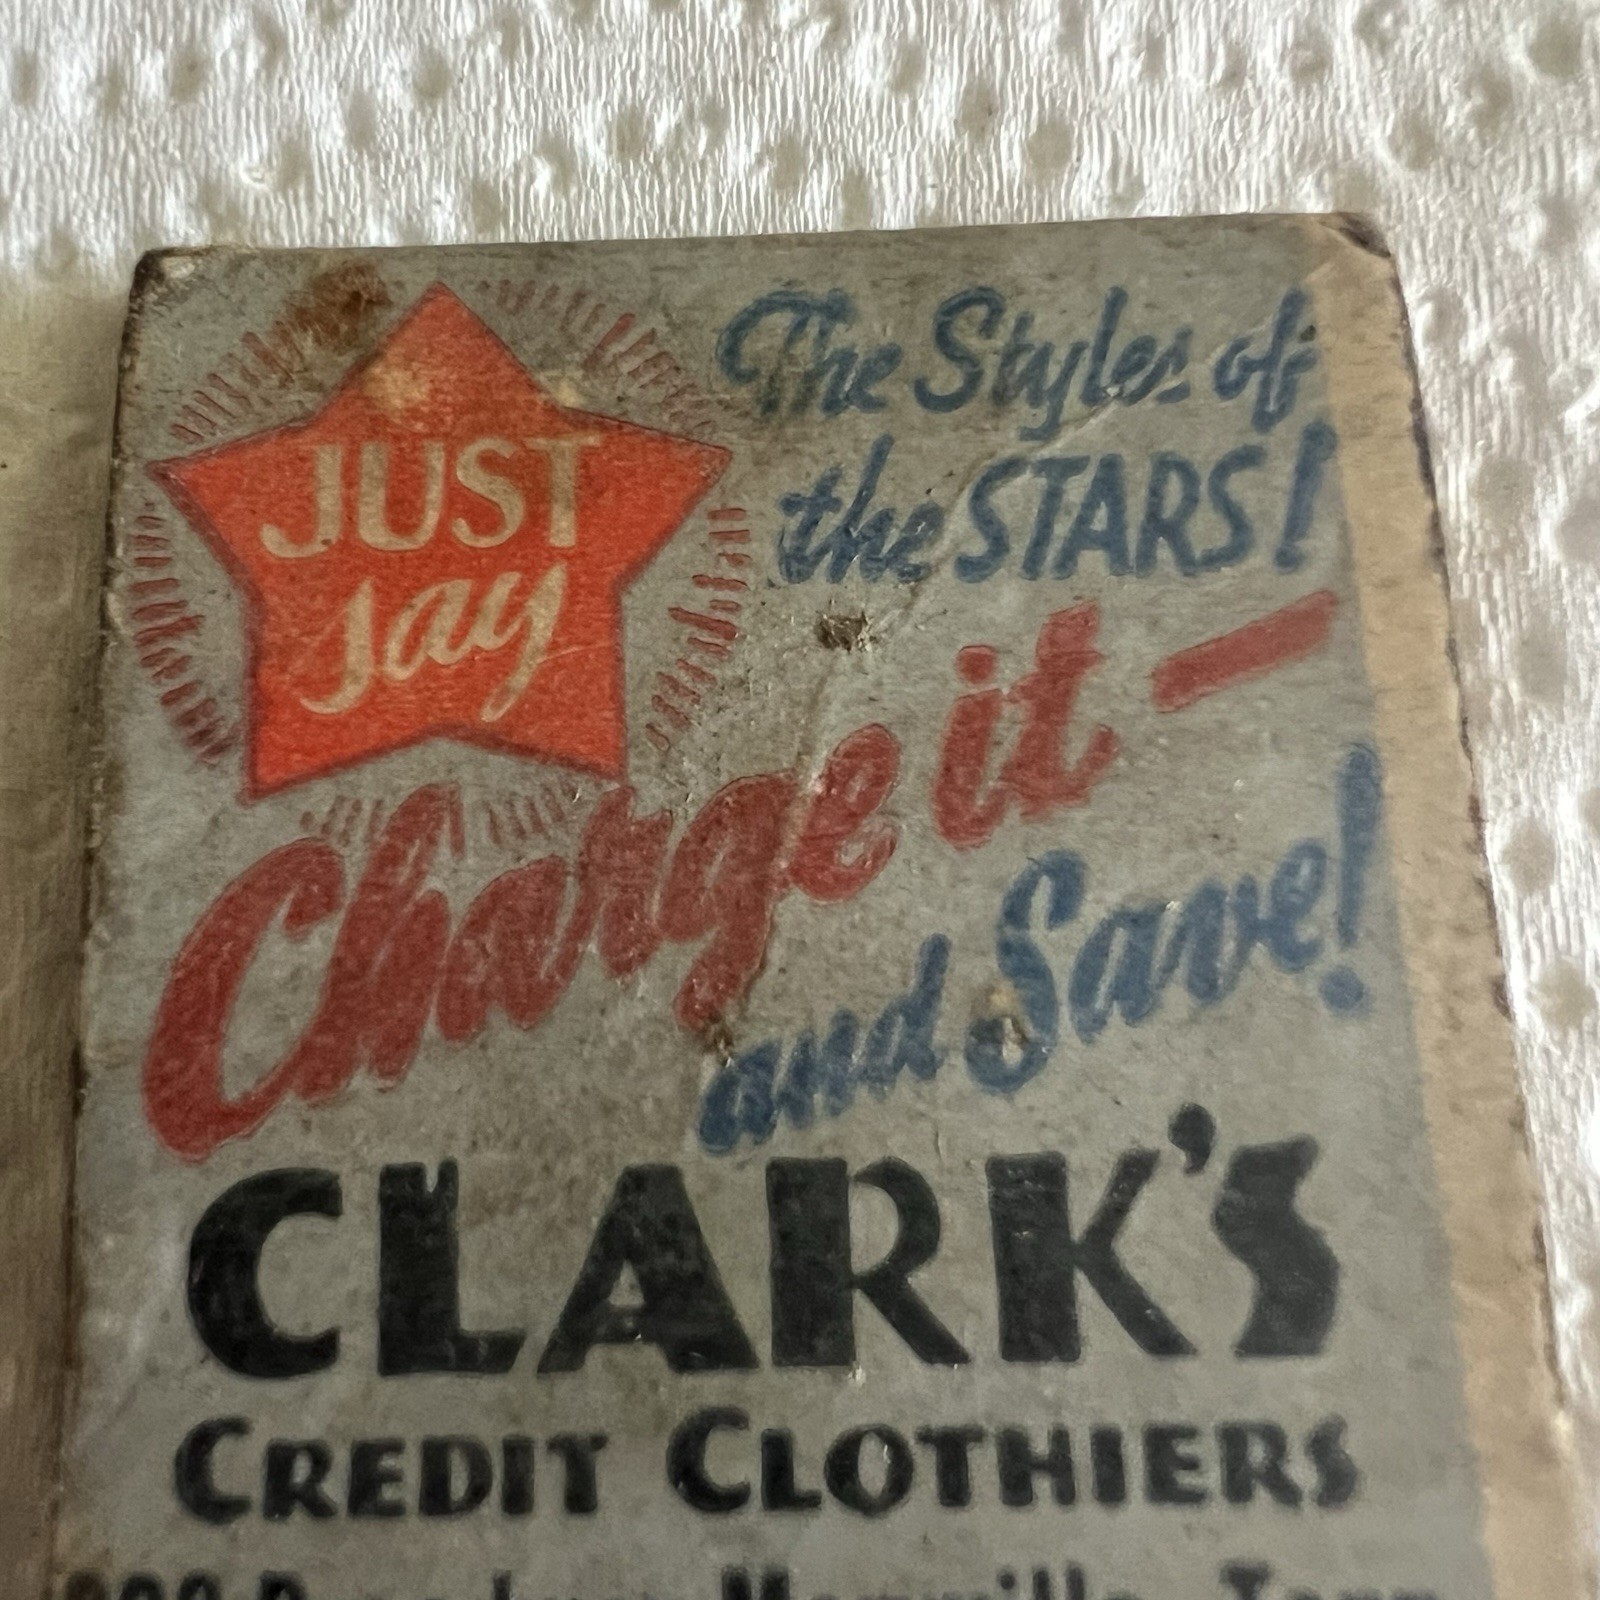 JUST
say
The Styles of
the STARS!
Charge it —
and Save!
CLARK'S
CREDIT CLOTHIERS